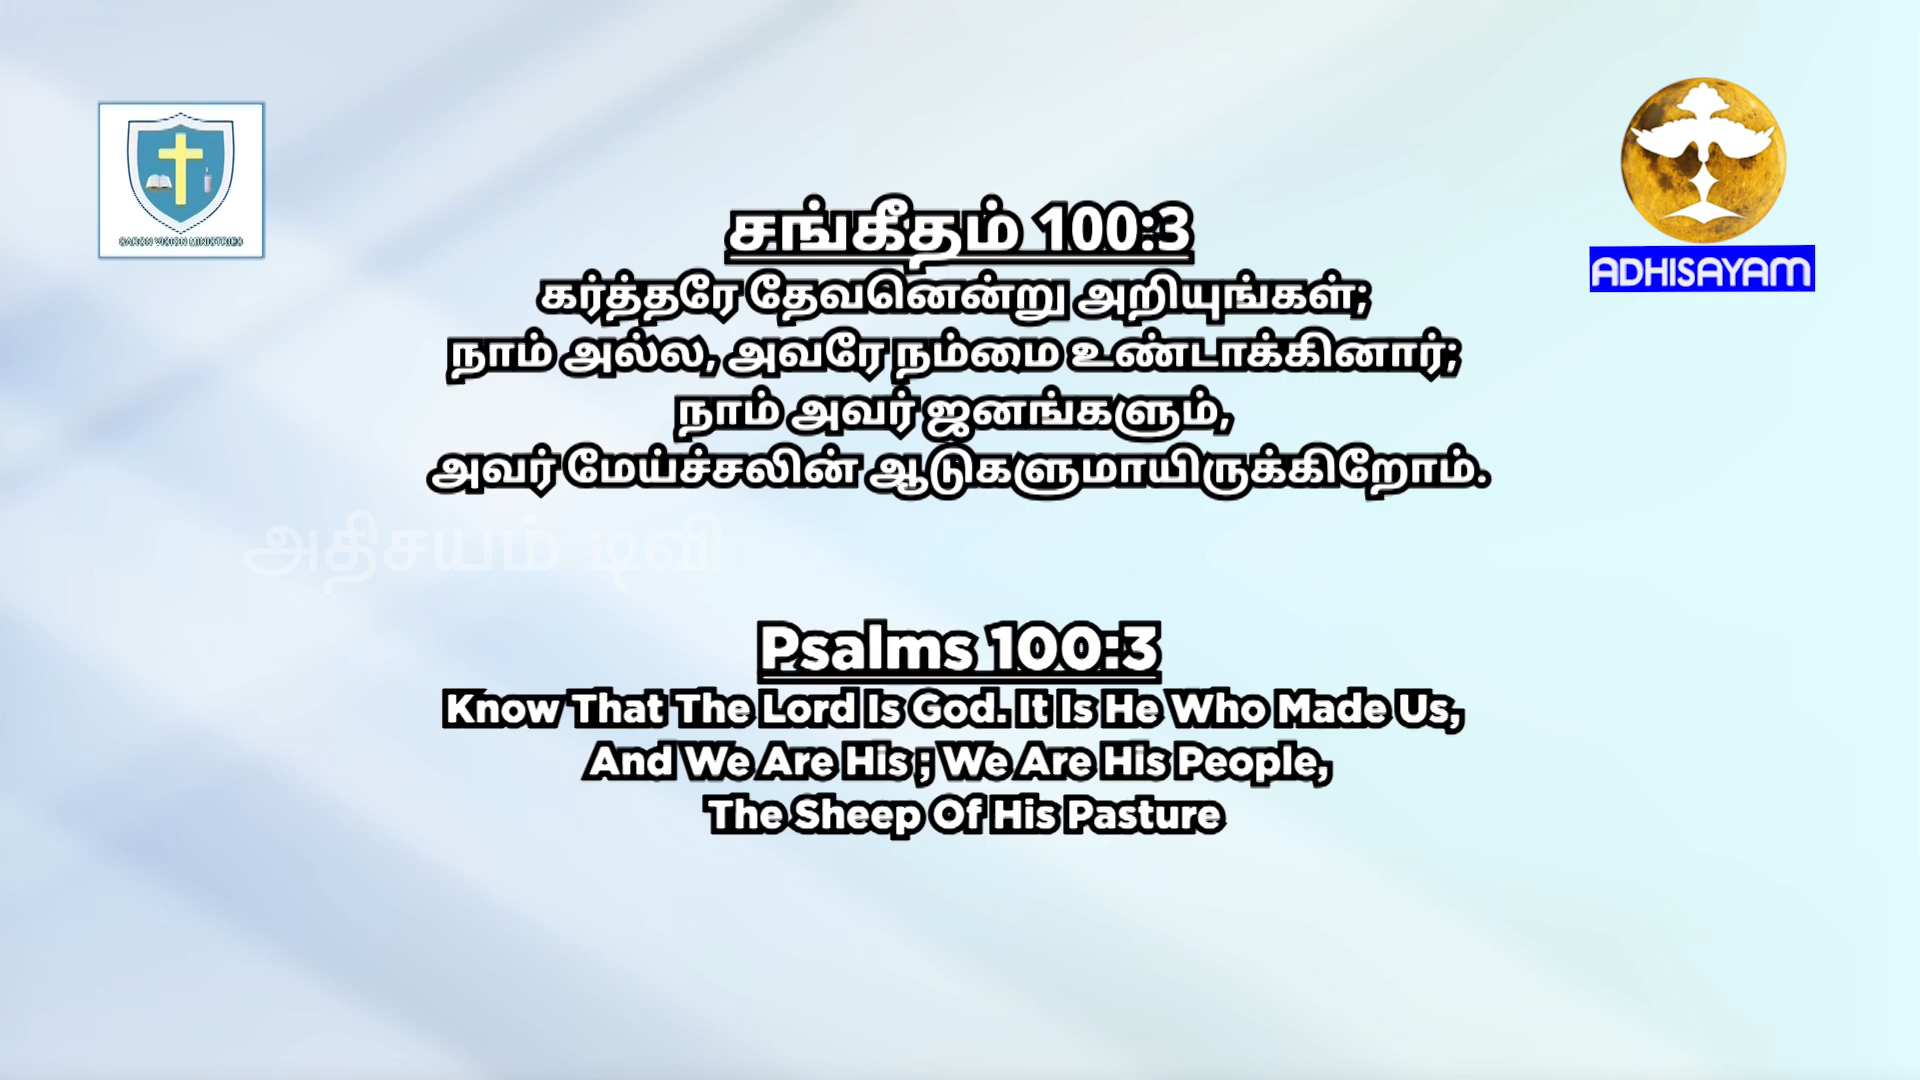 சங்கீதம் 100:3
கர்த்தரே தேவனென்று அறியுங்கள்;
நாம் அல்ல, அவரே நம்மை உண்டாக்கினார்;
நாம் அவர் ஜனங்களும்,
அவர் மேய்ச்சலின் ஆடுகளுமாயிருக்கிறோம்.
ADHISAYAM
அதிசயம் டிவி
Psalms 100:3
Know That The Lord Is God. It Is He Who Made Us,
And We Are His ; We Are His People,
The Sheep Of His Pasture
VISION MINISTRIES